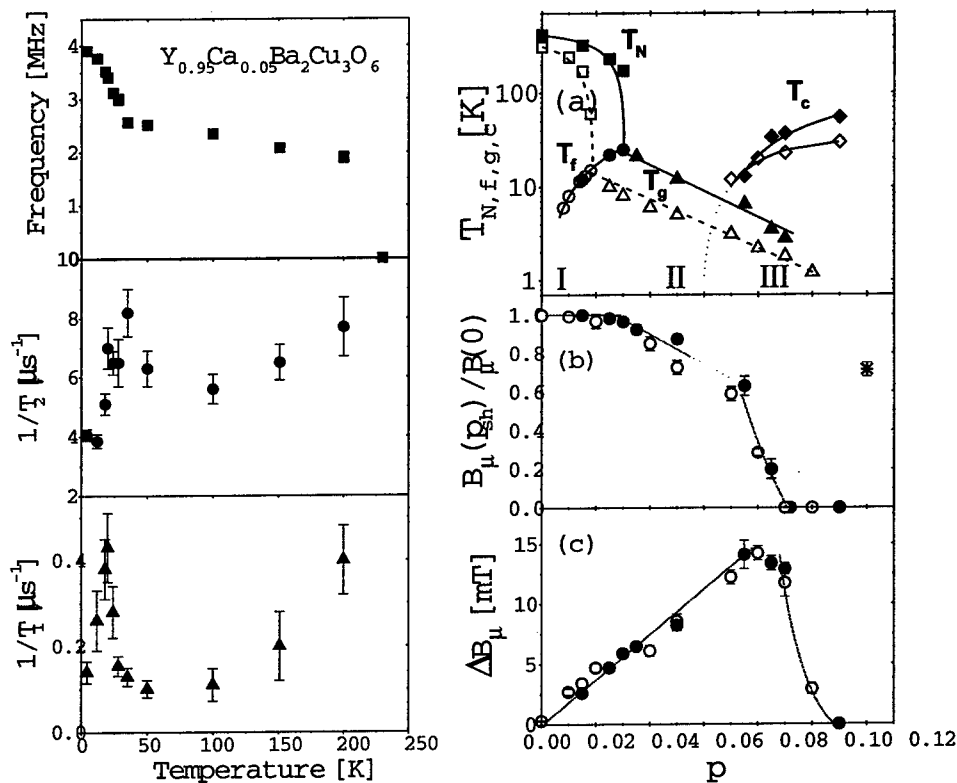 Y0.95Ca0.05Ba2Cu3O6
Frequency [MHz]
4
3
2
1
10
0
1/T2 [μs-1]
8
6
4
2
1/T1 [μs-1]
0.4
0.2
0.0
0 50 100 150 200 250
Temperature [K]
TN,f,g,c [K]
100
10
1
(a)
TN
Tf
Tg
Tc
I II III
Bμ(psh)/Bμ(0)
1.0
0.8
0.6
0.4
0.2
0.0
(b)
ΔBμ [mT]
15
10
5
0
(c)
0.00 0.02 0.04 0.06 0.08 0.10 0.12
p